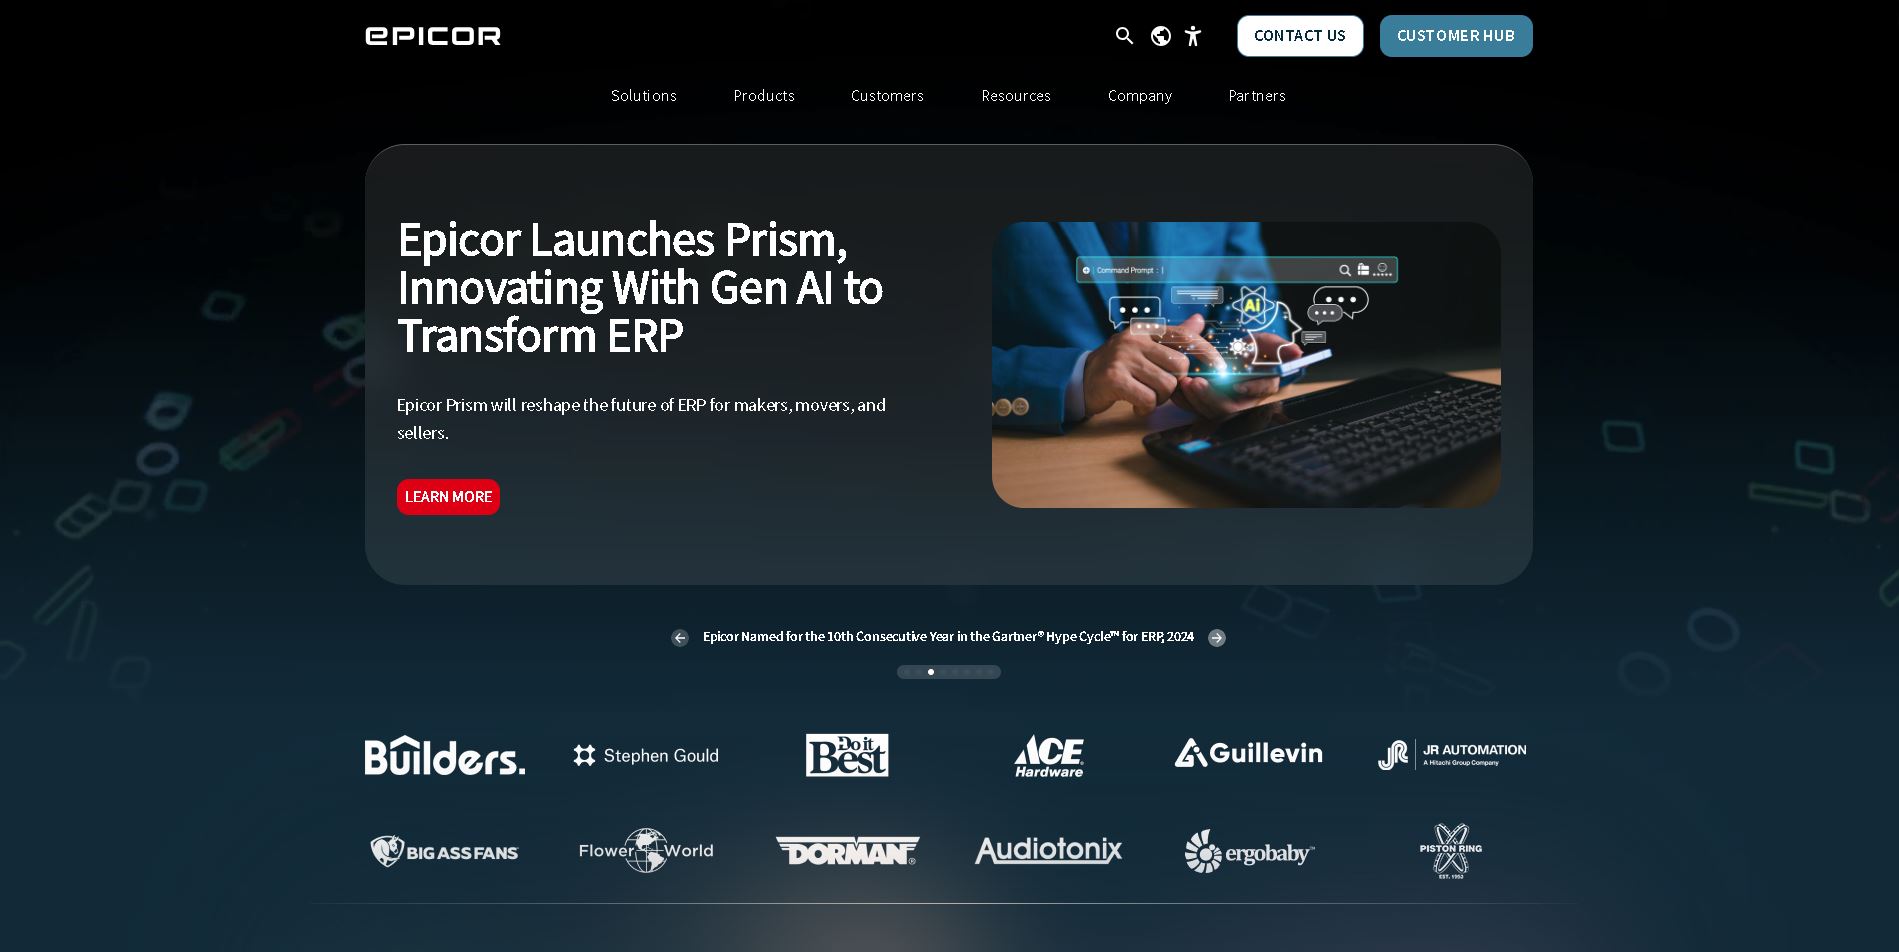 epicor
CONTACT US
CUSTOMER HUB
Solutions
Products
Customers
Resources
Company
Partners
Epicor Launches Prism,
Innovating With Gen AI to
Transform ERP
Epicor Prism will reshape the future of ERP for makers, movers, and
sellers.
LEARN MORE
Command Prompt : |
Ai
Epicor Named for the 10th Consecutive Year in the Gartner® Hype Cycle™ for ERP, 2024
Builders.
Stephen Gould
Do it
Best
ACE
Hardware
Guillevin
JR
JR AUTOMATION
A Hitachi Group Company
BIG ASS FANS
Flower World
DORMAN®
Audiotonix
ergobaby™
PISTON RING
EST. 1952